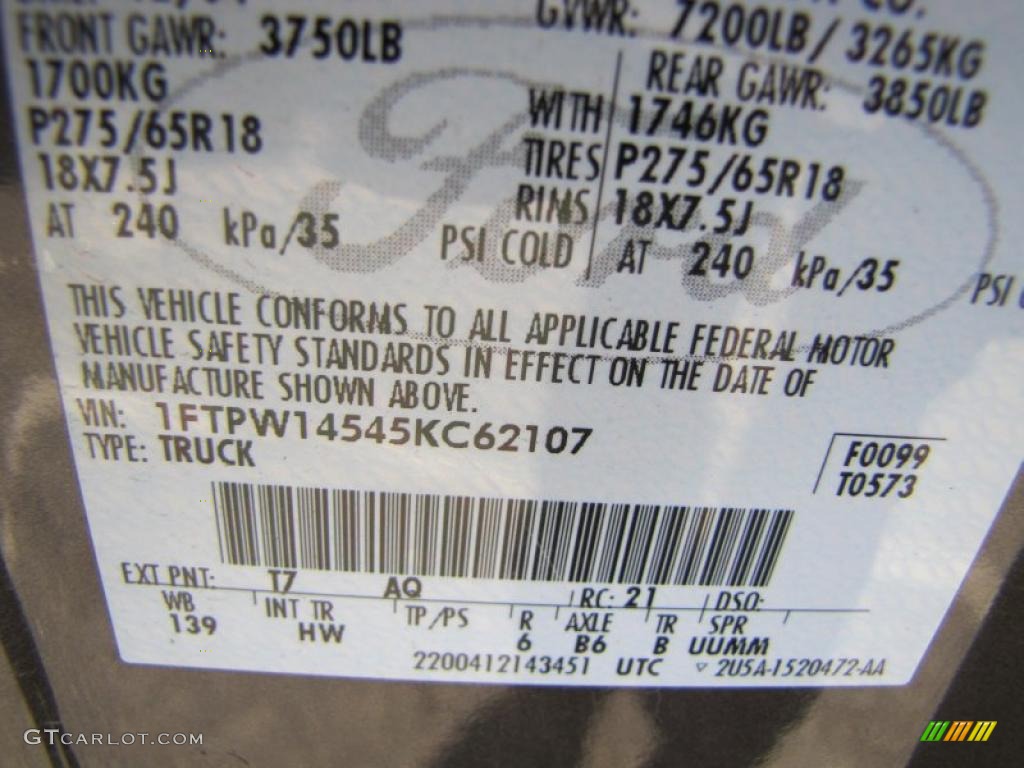 CO.
GVWR: 7200LB / 3265KG
FRONT GAWR: 3750LB
REAR GAWR: 3850LB
1700KG WITH 1746KG
P275/65R18 TIRES P275/65R18
18X7.5J RIMS 18X7.5J
AT 240 kPa/35 PSI COLD AT 240 kPa/35 PSI
Ford
THIS VEHICLE CONFORMS TO ALL APPLICABLE FEDERAL MOTOR
VEHICLE SAFETY STANDARDS IN EFFECT ON THE DATE OF
MANUFACTURE SHOWN ABOVE.
VIN: 1FTPW14545KC62107
TYPE: TRUCK
F0099
T0573
EXT PNT: T7 AQ RC: 21 DSO:
WB INT TR TP/PS R AXLE TR SPR
139 HW 6 B6 B UUMM
2200412143451 UTC ▽ 2U5A-1520472-AA
GTCARLOT.COM